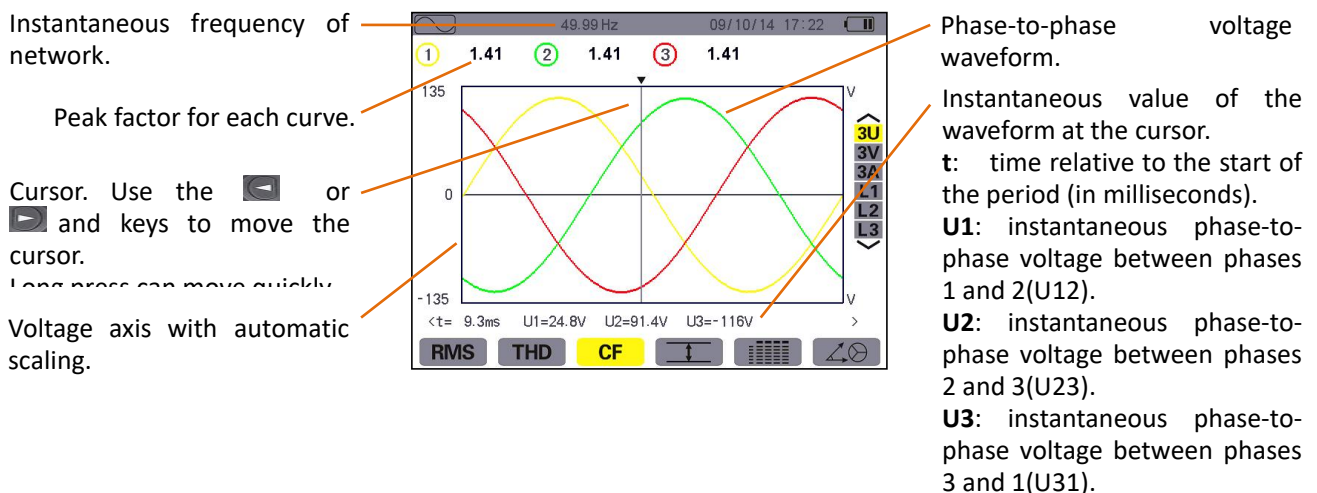 Instantaneous frequency of
network.
Peak factor for each curve.
Cursor. Use the or
and keys to move the
cursor.
Long press can move quickly
Voltage axis with automatic
scaling.
49.99 Hz 09/10/14 17:22
1 1.41 2 1.41 3 1.41
135 V
0
-135 V
3U
3V
3A
L1
L2
L3
<t= 9.3ms U1=24.8V U2=91.4V U3=-116V >
RMS THD CF
Phase-to-phase voltage
waveform.
Instantaneous value of the
waveform at the cursor.
t: time relative to the start of
the period (in milliseconds).
U1: instantaneous phase-to-
phase voltage between phases
1 and 2(U12).
U2: instantaneous phase-to-
phase voltage between phases
2 and 3(U23).
U3: instantaneous phase-to-
phase voltage between phases
3 and 1(U31).